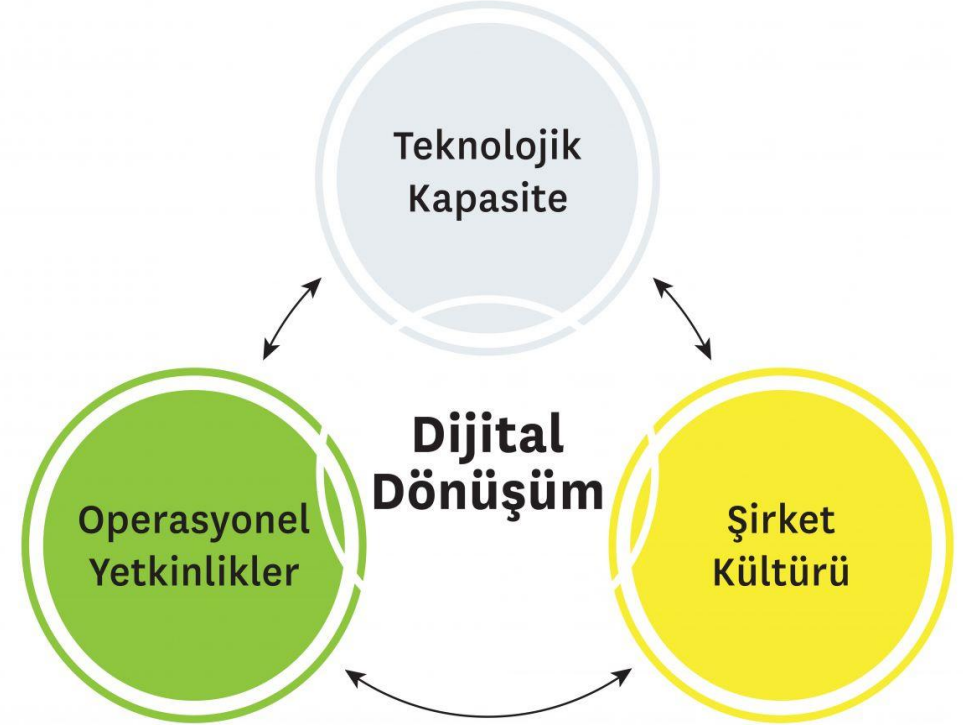 Teknolojik
Kapasite
Dijital
Dönüşüm
Operasyonel
Yetkinlikler
Şirket
Kültürü